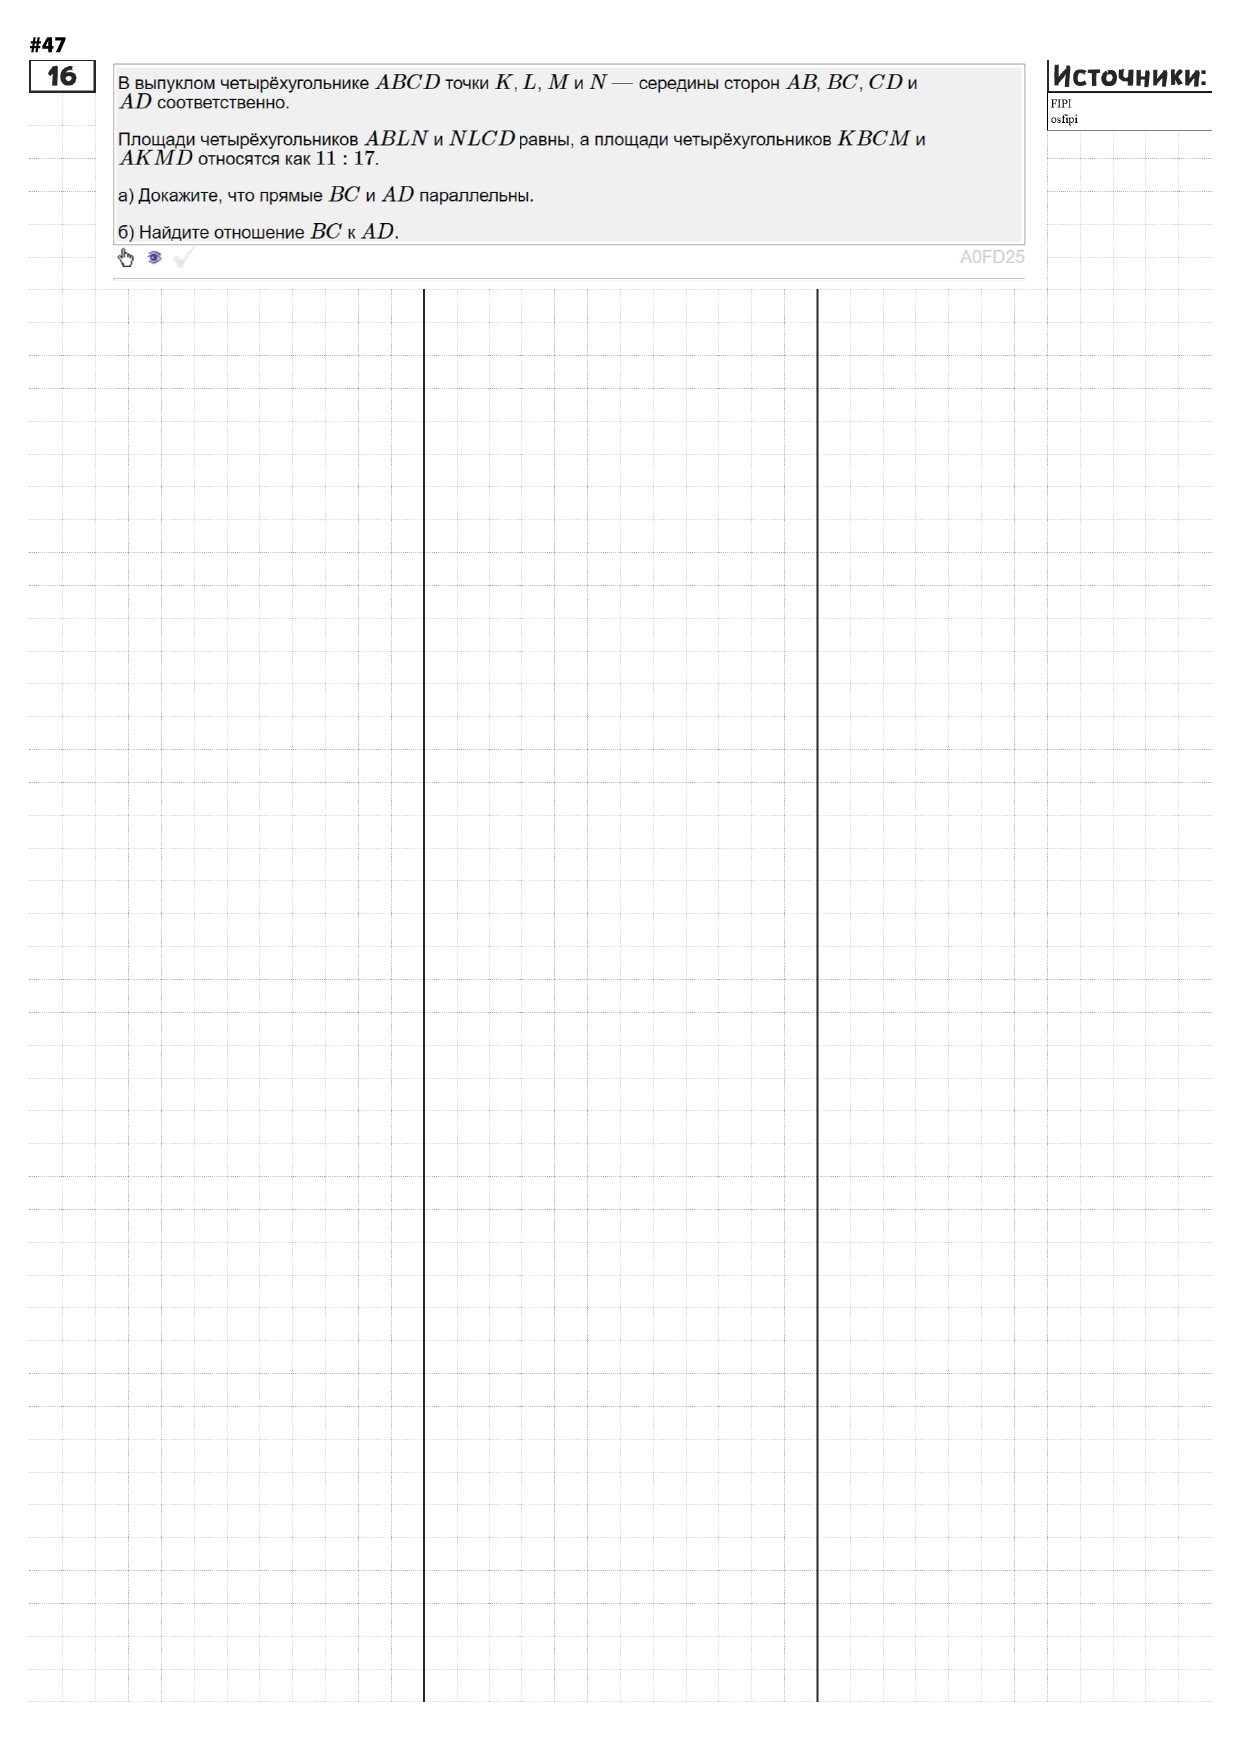 #47
16
В выпуклом четырёхугольнике ABCD точки K, L, M и N — середины сторон AB, BC, CD и
AD соответственно.
Площади четырёхугольников ABLN и NLCD равны, а площади четырёхугольников KBCM и
AKMD относятся как 11 : 17.
а) Докажите, что прямые BC и AD параллельны.
б) Найдите отношение BC к AD.
A0FD25
Источники:
FIPI
osfipi